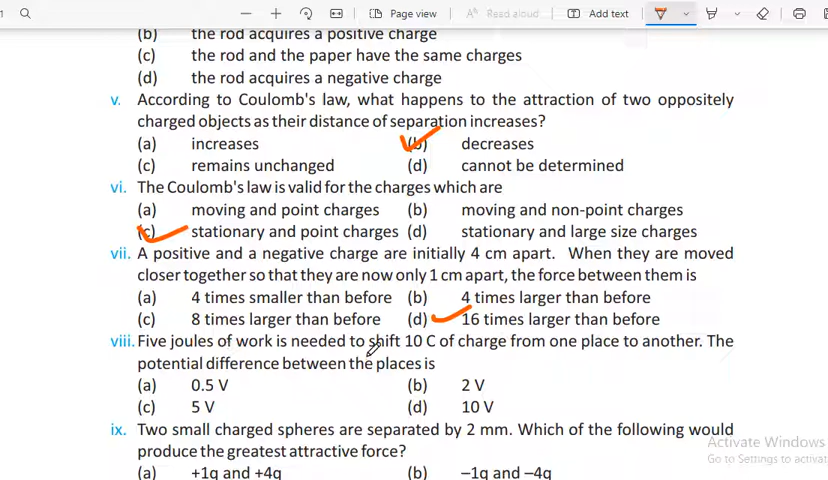 1
Page view
Read aloud
Add text
(b) the rod acquires a positive charge
(c) the rod and the paper have the same charges
(d) the rod acquires a negative charge
v. According to Coulomb's law, what happens to the attraction of two oppositely
charged objects as their distance of separation increases?
(a) increases (b) decreases
(c) remains unchanged (d) cannot be determined
vi. The Coulomb's law is valid for the charges which are
(a) moving and point charges (b) moving and non-point charges
(c) stationary and point charges (d) stationary and large size charges
vii. A positive and a negative charge are initially 4 cm apart. When they are moved
closer together so that they are now only 1 cm apart, the force between them is
(a) 4 times smaller than before (b) 4 times larger than before
(c) 8 times larger than before (d) 16 times larger than before
viii. Five joules of work is needed to shift 10 C of charge from one place to another. The
potential difference between the places is
(a) 0.5 V (b) 2 V
(c) 5 V (d) 10 V
ix. Two small charged spheres are separated by 2 mm. Which of the following would
produce the greatest attractive force?
(a) +1q and +4q (b) –1q and –4q
Activate Windows
Go to Settings to activat